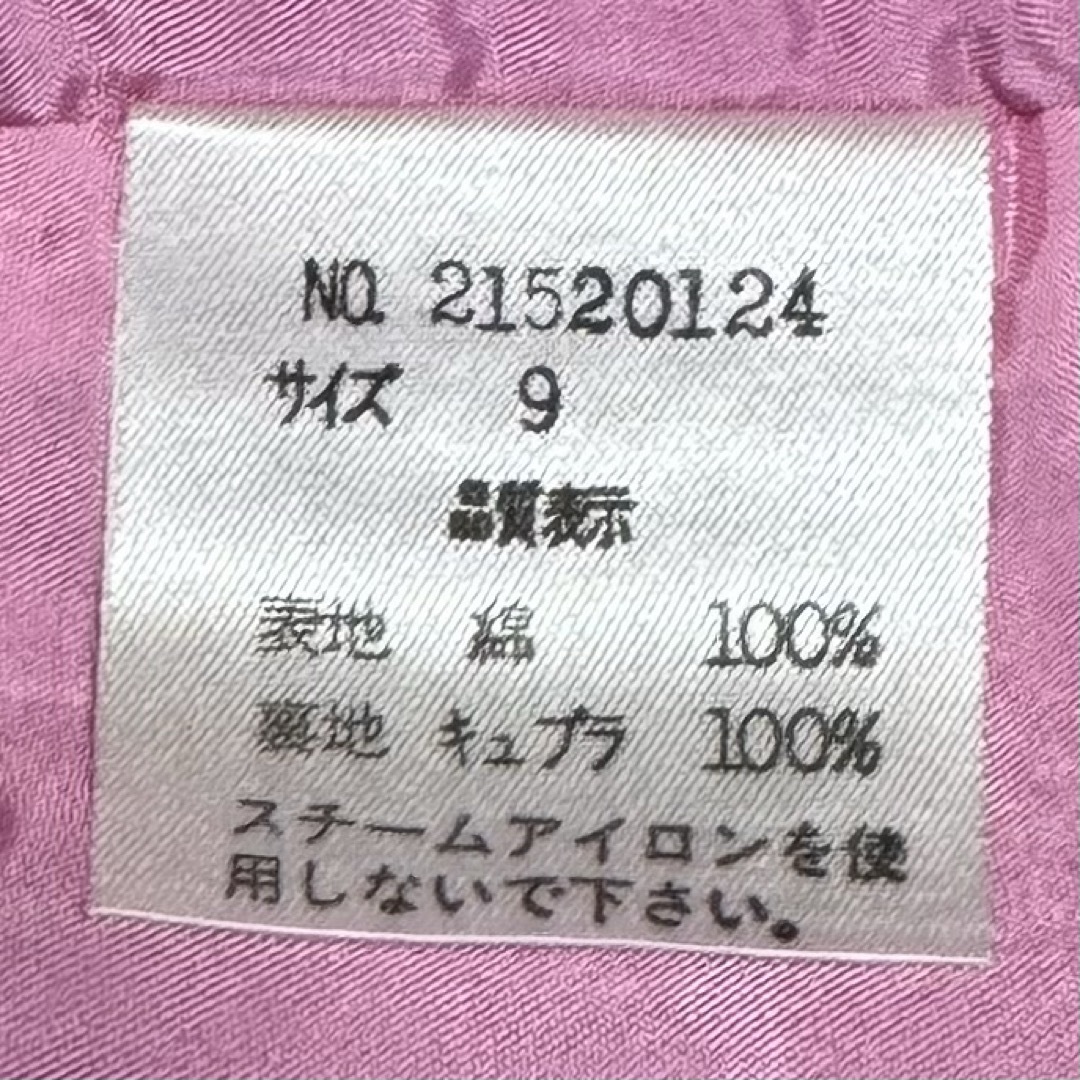 NO. 21520124
サイズ 9
品質表示
表地 綿 100%
裏地 キュプラ 100%
スチームアイロンを使
用しないで下さい。